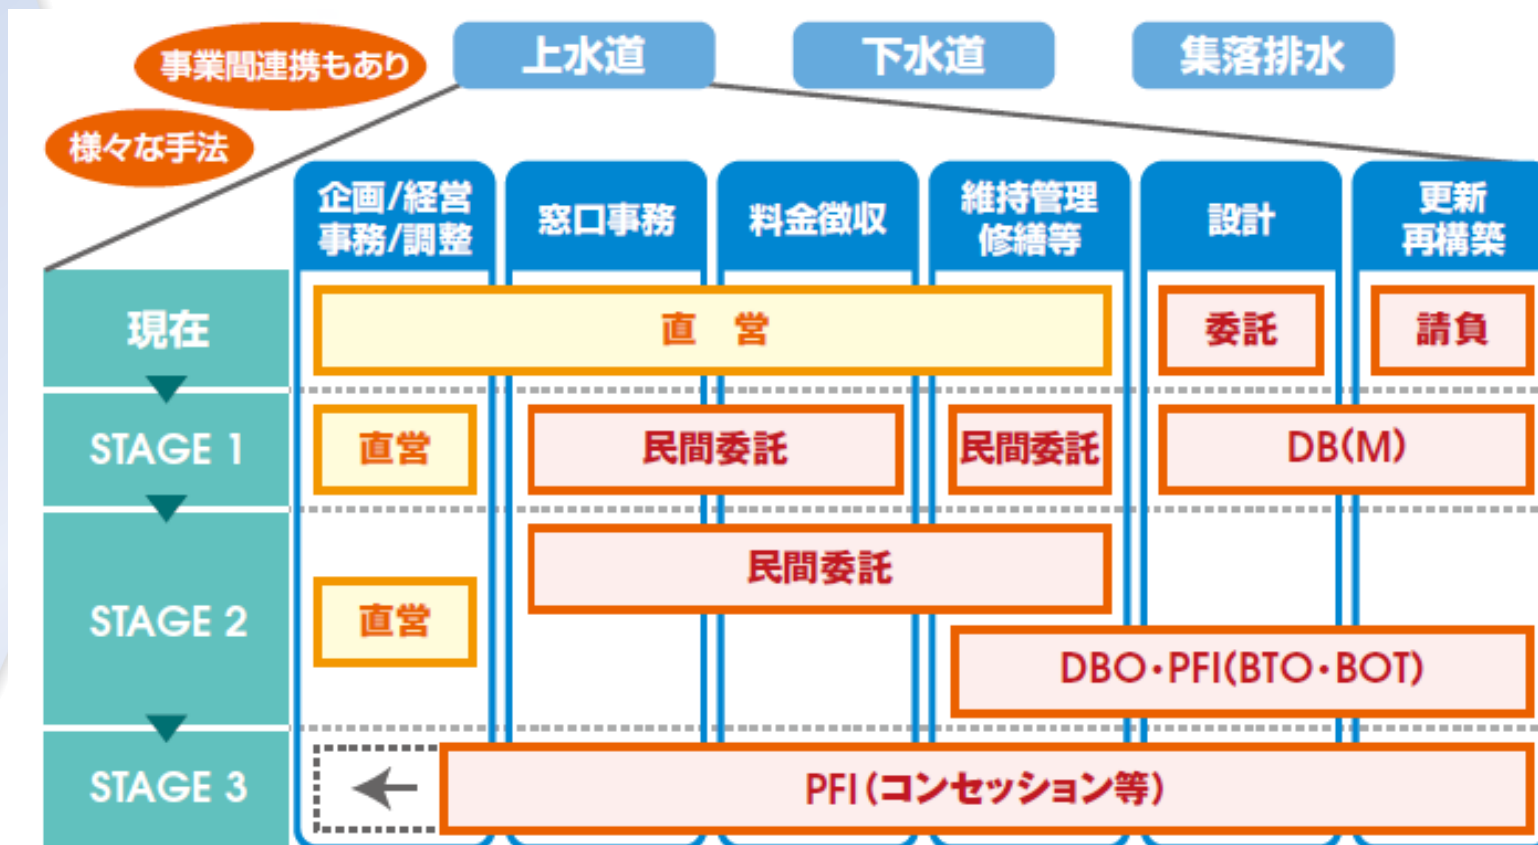 事業間連携もあり
上水道
下水道
集落排水
様々な手法
企画/経営
事務/調整
窓口事務
料金徴収
維持管理
修繕等
設計
更新
再構築
現在
直 営
委託
請負
STAGE 1
直営
民間委託
民間委託
DB(M)
STAGE 2
直営
民間委託
DBO・PFI(BTO・BOT)
STAGE 3
PFI(コンセッション等)